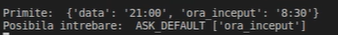 Primite:  {'data': '21:00', 'ora_inceput': '8:30'}
Posibila intrebare:  ASK_DEFAULT ['ora_inceput']